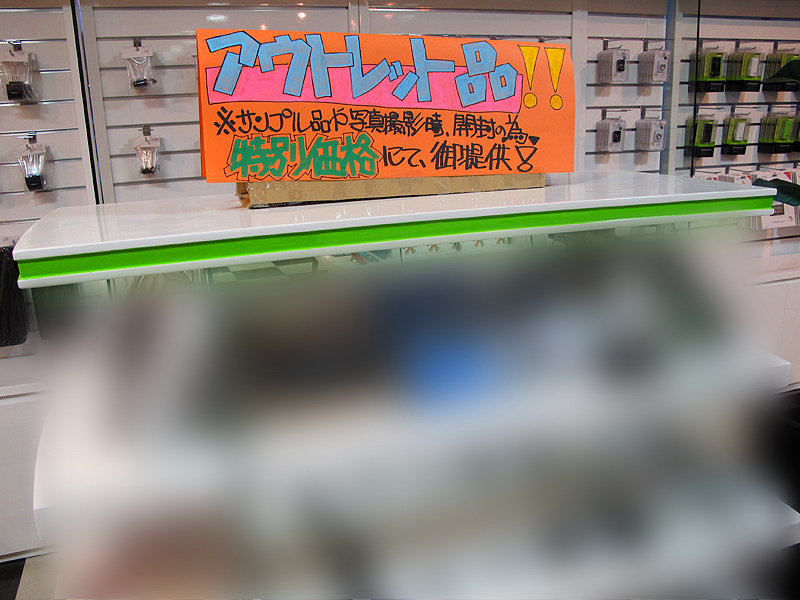 アウトレット品!!
※サンプル品や写真撮影時、開封の為、
特別価格にて、御提供!